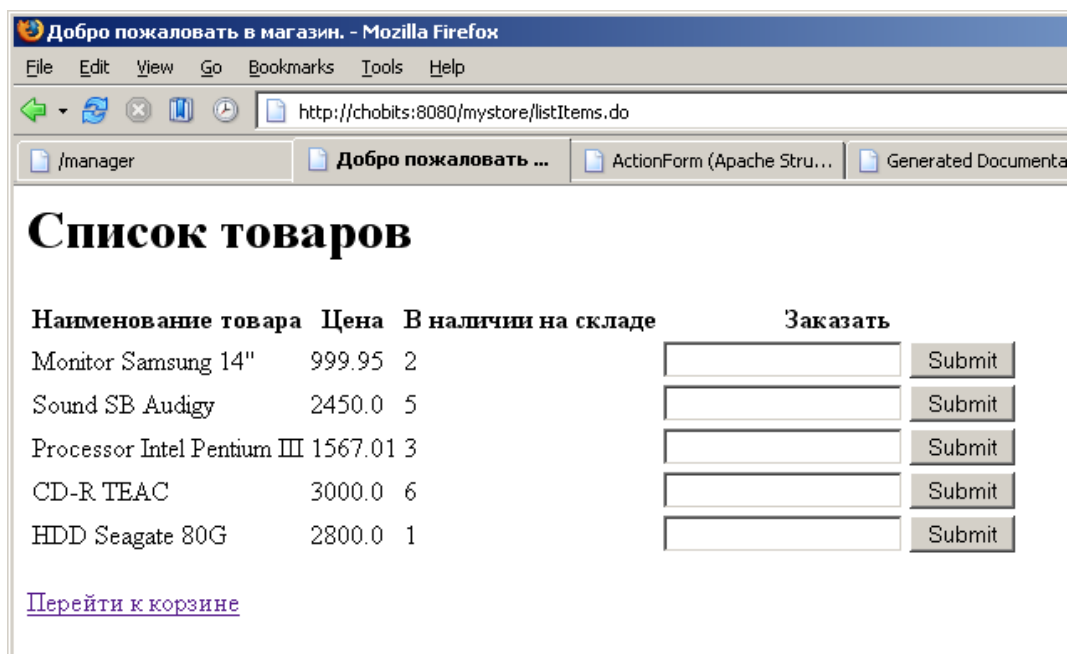 Добро пожаловать в магазин. - Mozilla Firefox
File Edit View Go Bookmarks Tools Help
http://chobits:8080/mystore/listItems.do
/manager Добро пожаловать ... ActionForm (Apache Stru... Generated Documenta
Список товаров
Наименование товара Цена В наличии на складе Заказать
Monitor Samsung 14" 999.95 2 Submit
Sound SB Audigy 2450.0 5 Submit
Processor Intel Pentium III 1567.01 3 Submit
CD-R TEAC 3000.0 6 Submit
HDD Seagate 80G 2800.0 1 Submit
Перейти к корзине